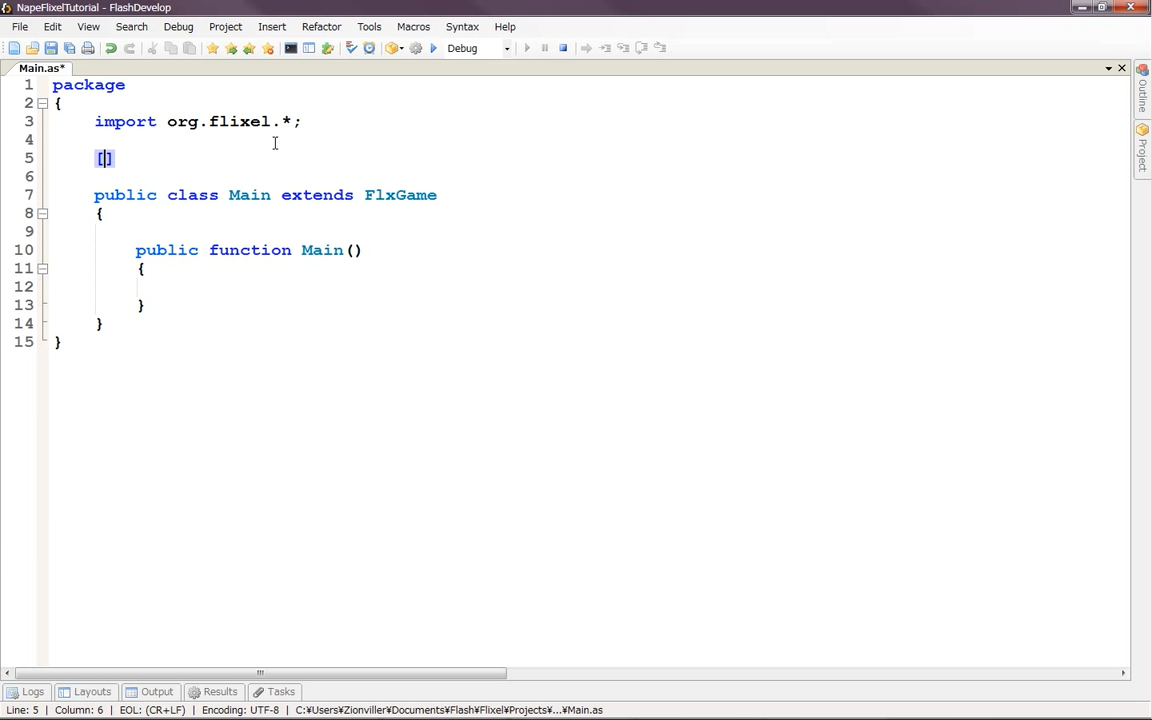 NapeFlixelTutorial - FlashDevelop
File Edit View Search Debug Project Insert Refactor Tools Macros Syntax Help
Debug
Main.as*
1 package
2 {
3 import org.flixel.*;
4
5 []
6
7 public class Main extends FlxGame
8 {
9
10 public function Main()
11 {
12
13 }
14 }
15 }
Outline
Project
Logs Layouts Output Results Tasks
Line: 5 | Column: 6 | EOL: (CR+LF) | Encoding: UTF-8 | C:¥Users¥Zionviller¥Documents¥Flash¥Flixel¥Projects¥...¥Main.as